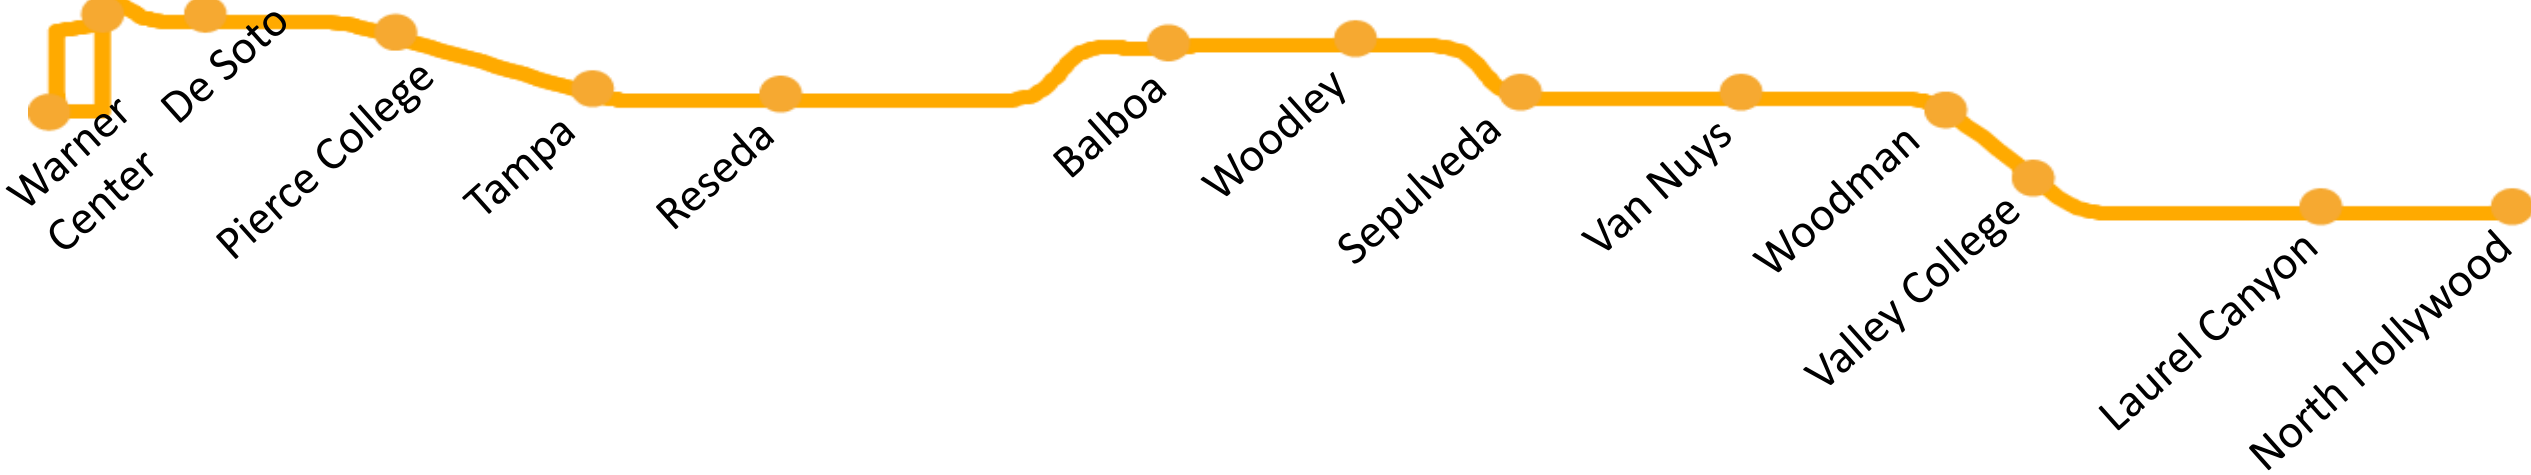 Warner
Center
De Soto
Pierce College
Tampa
Reseda
Balboa
Woodley
Sepulveda
Van Nuys
Woodman
Valley College
Laurel Canyon
North Hollywood